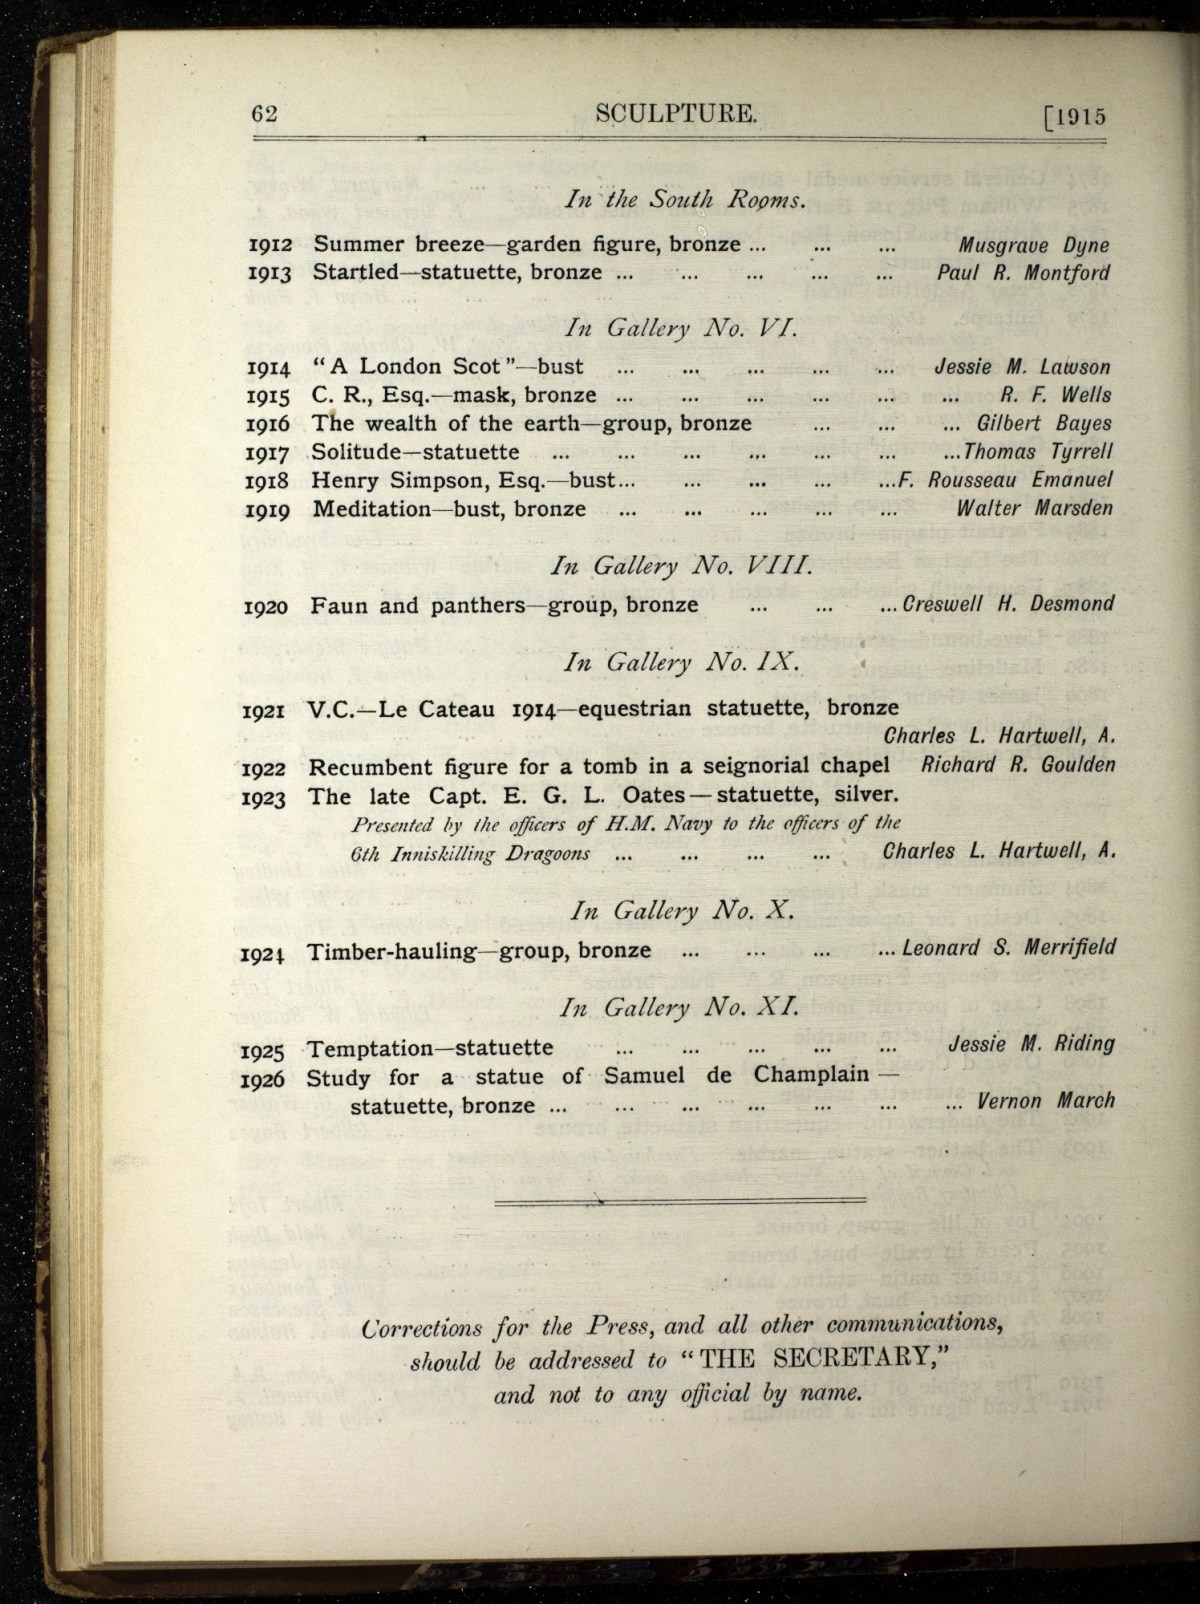 62 SCULPTURE. [1915
In the South Rooms.
1912 Summer breeze—garden figure, bronze ... ... ... Musgrave Dyne
1913 Startled—statuette, bronze ... ... ... ... ... Paul R. Montford
In Gallery No. VI.
1914 “A London Scot”—bust ... ... ... ... ... Jessie M. Lawson
1915 C. R., Esq.—mask, bronze ... ... ... ... ... ... R. F. Wells
1916 The wealth of the earth—group, bronze ... ... ... Gilbert Bayes
1917 Solitude—statuette ... ... ... ... ... ... ... Thomas Tyrrell
1918 Henry Simpson, Esq.—bust... ... ... ... ...F. Rousseau Emanuel
1919 Meditation—bust, bronze ... ... ... ... ... Walter Marsden
In Gallery No. VIII.
1920 Faun and panthers—group, bronze ... ... ... Creswell H. Desmond
In Gallery No. IX.
1921 V.C.—Le Cateau 1914—equestrian statuette, bronze
Charles L. Hartwell, A.
1922 Recumbent figure for a tomb in a seignorial chapel Richard R. Goulden
1923 The late Capt. E. G. L. Oates—statuette, silver.
Presented by the officers of H.M. Navy to the officers of the
6th Inniskilling Dragoons ... ... ... ... Charles L. Hartwell, A.
In Gallery No. X.
1924 Timber-hauling—group, bronze ... ... ... ... Leonard S. Merrifield
In Gallery No. XI.
1925 Temptation—statuette ... ... ... ... ... Jessie M. Riding
1926 Study for a statue of Samuel de Champlain —
statuette, bronze ... ... ... ... ... ... ... Vernon March
Corrections for the Press, and all other communications,
should be addressed to “THE SECRETARY,”
and not to any official by name.